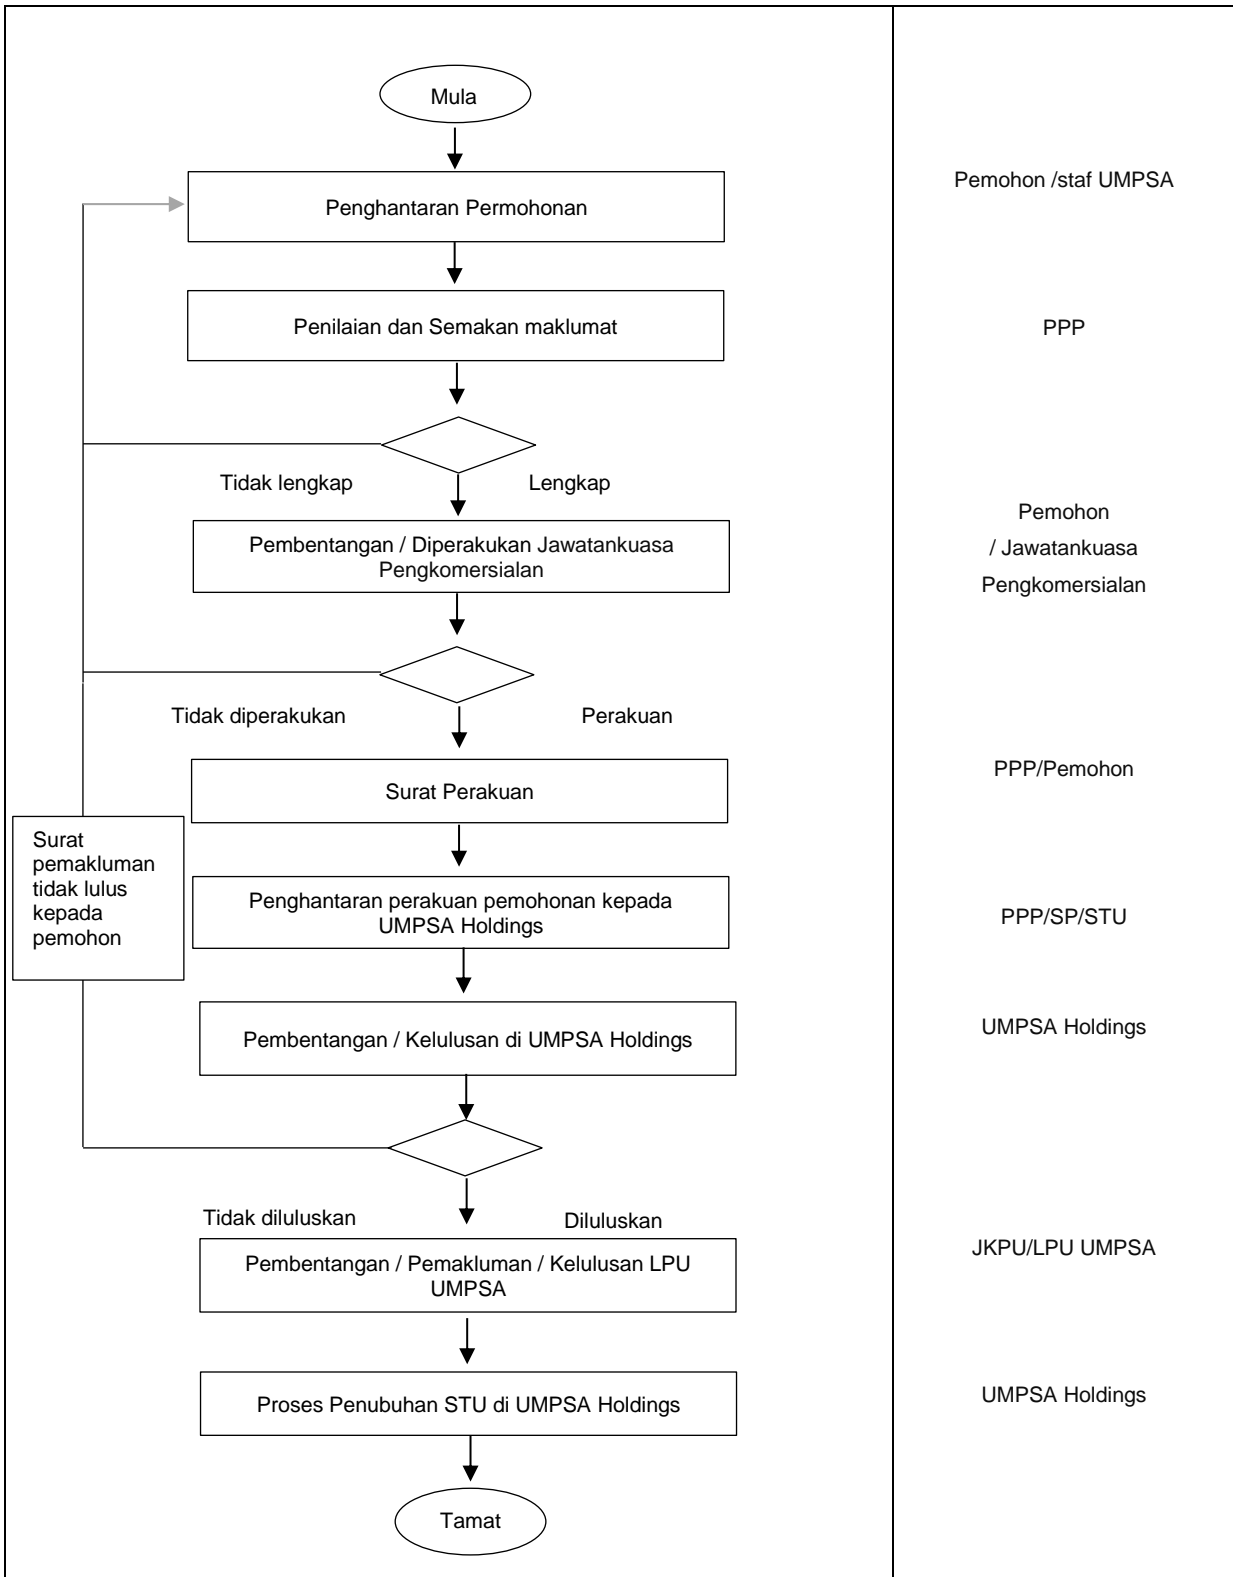 Mula
Pemohon /staf UMPSA
Penghantaran Permohonan
Penilaian dan Semakan maklumat
PPP
Tidak lengkap
Lengkap
Pembentangan / Diperakukan Jawatankuasa
Pengkomersialan
Pemohon
/ Jawatankuasa
Pengkomersialan
Tidak diperakukan
Perakuan
Surat Perakuan
PPP/Pemohon
Surat
pemakluman
tidak lulus
kepada
pemohon
Penghantaran perakuan pemohonan kepada
UMPSA Holdings
PPP/SP/STU
Pembentangan / Kelulusan di UMPSA Holdings
UMPSA Holdings
Tidak diluluskan
Diluluskan
Pembentangan / Pemakluman / Kelulusan LPU
UMPSA
JKPU/LPU UMPSA
Proses Penubuhan STU di UMPSA Holdings
UMPSA Holdings
Tamat